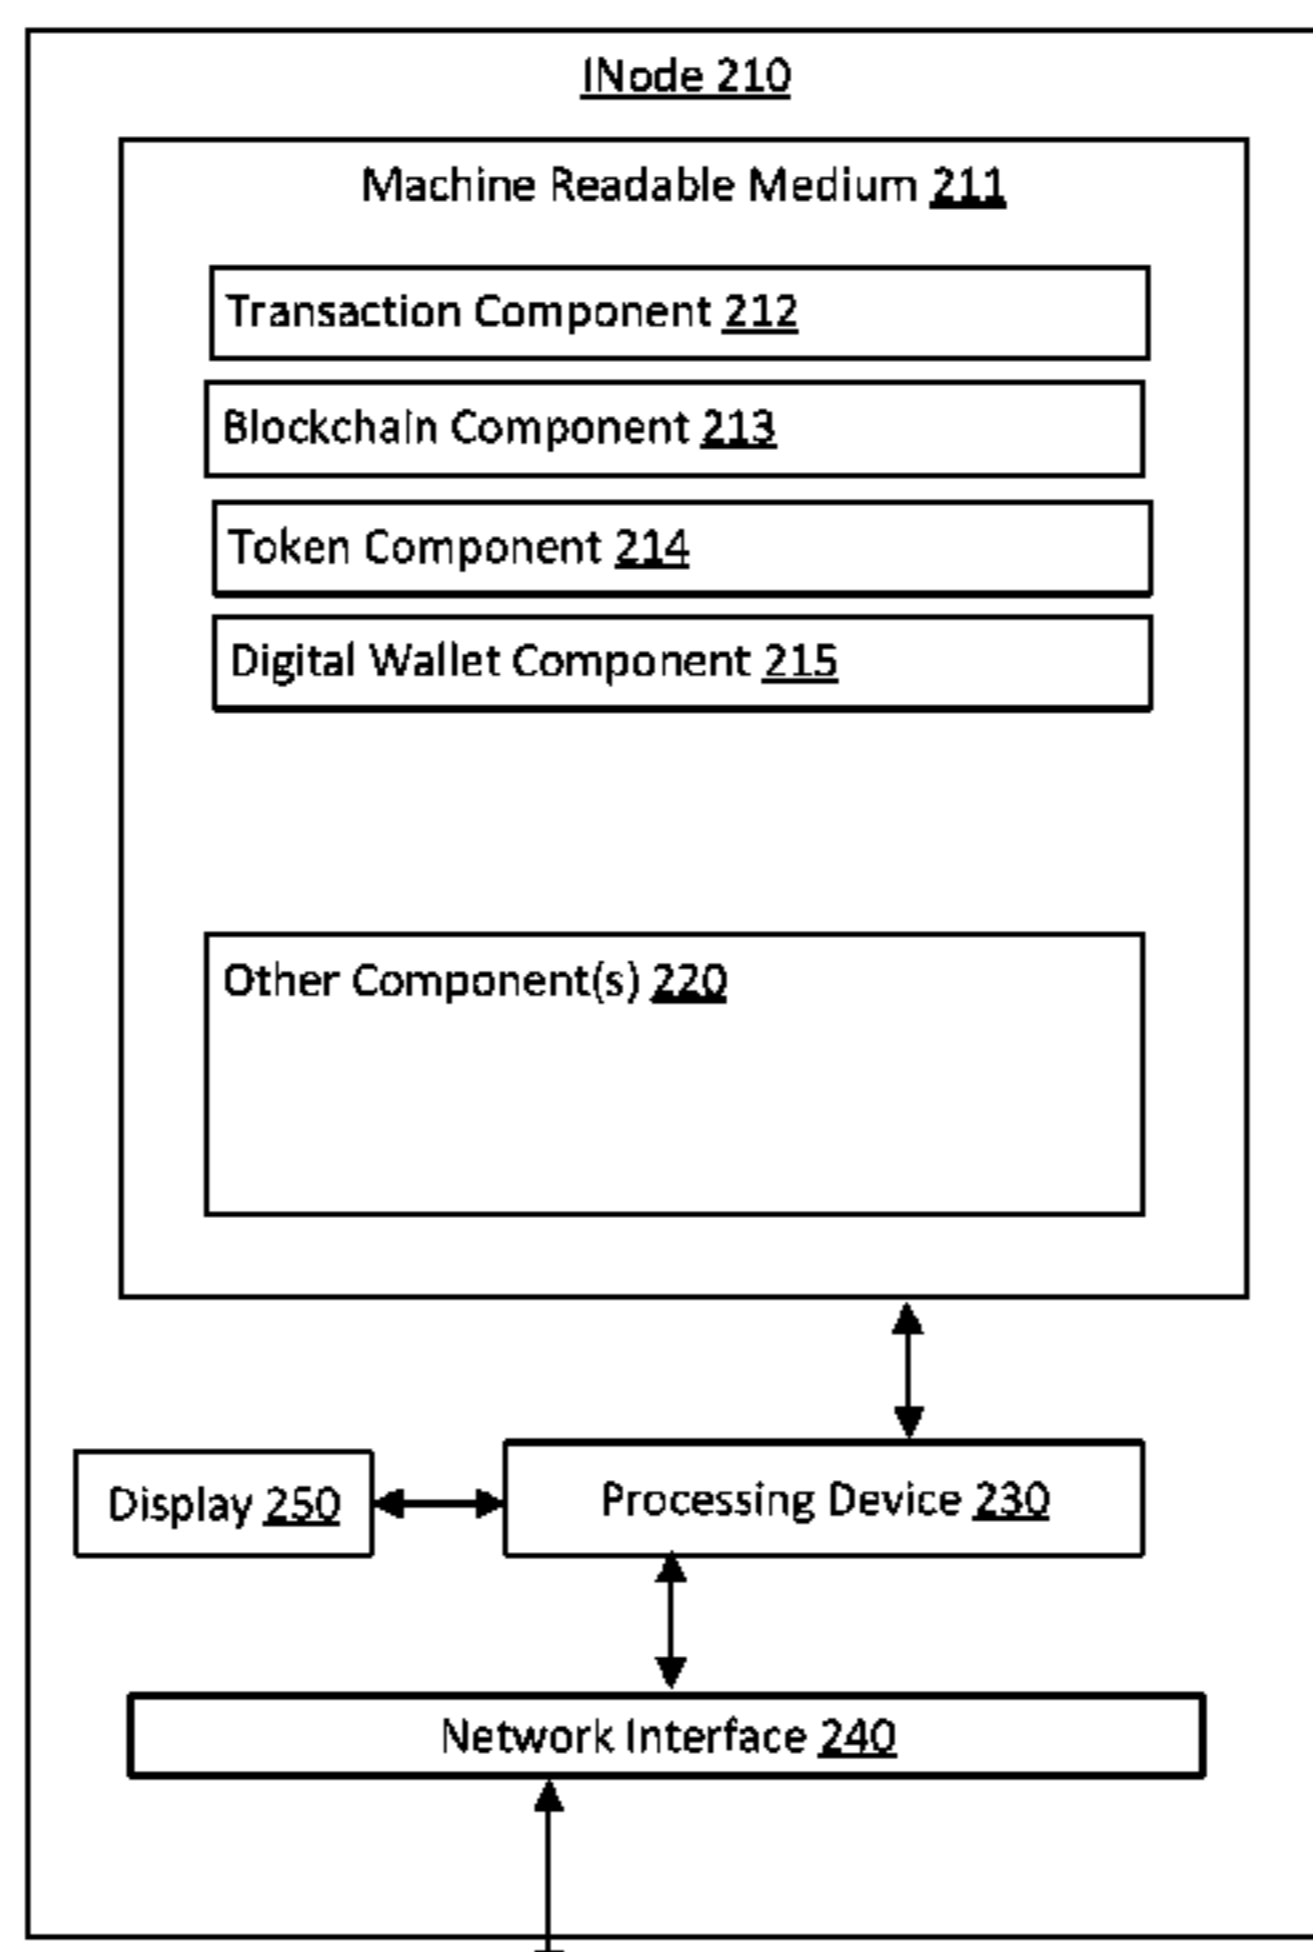 INode 210
Machine Readable Medium 211
Transaction Component 212
Blockchain Component 213
Token Component 214
Digital Wallet Component 215
Other Component(s) 220
Display 250
Processing Device 230
Network Interface 240